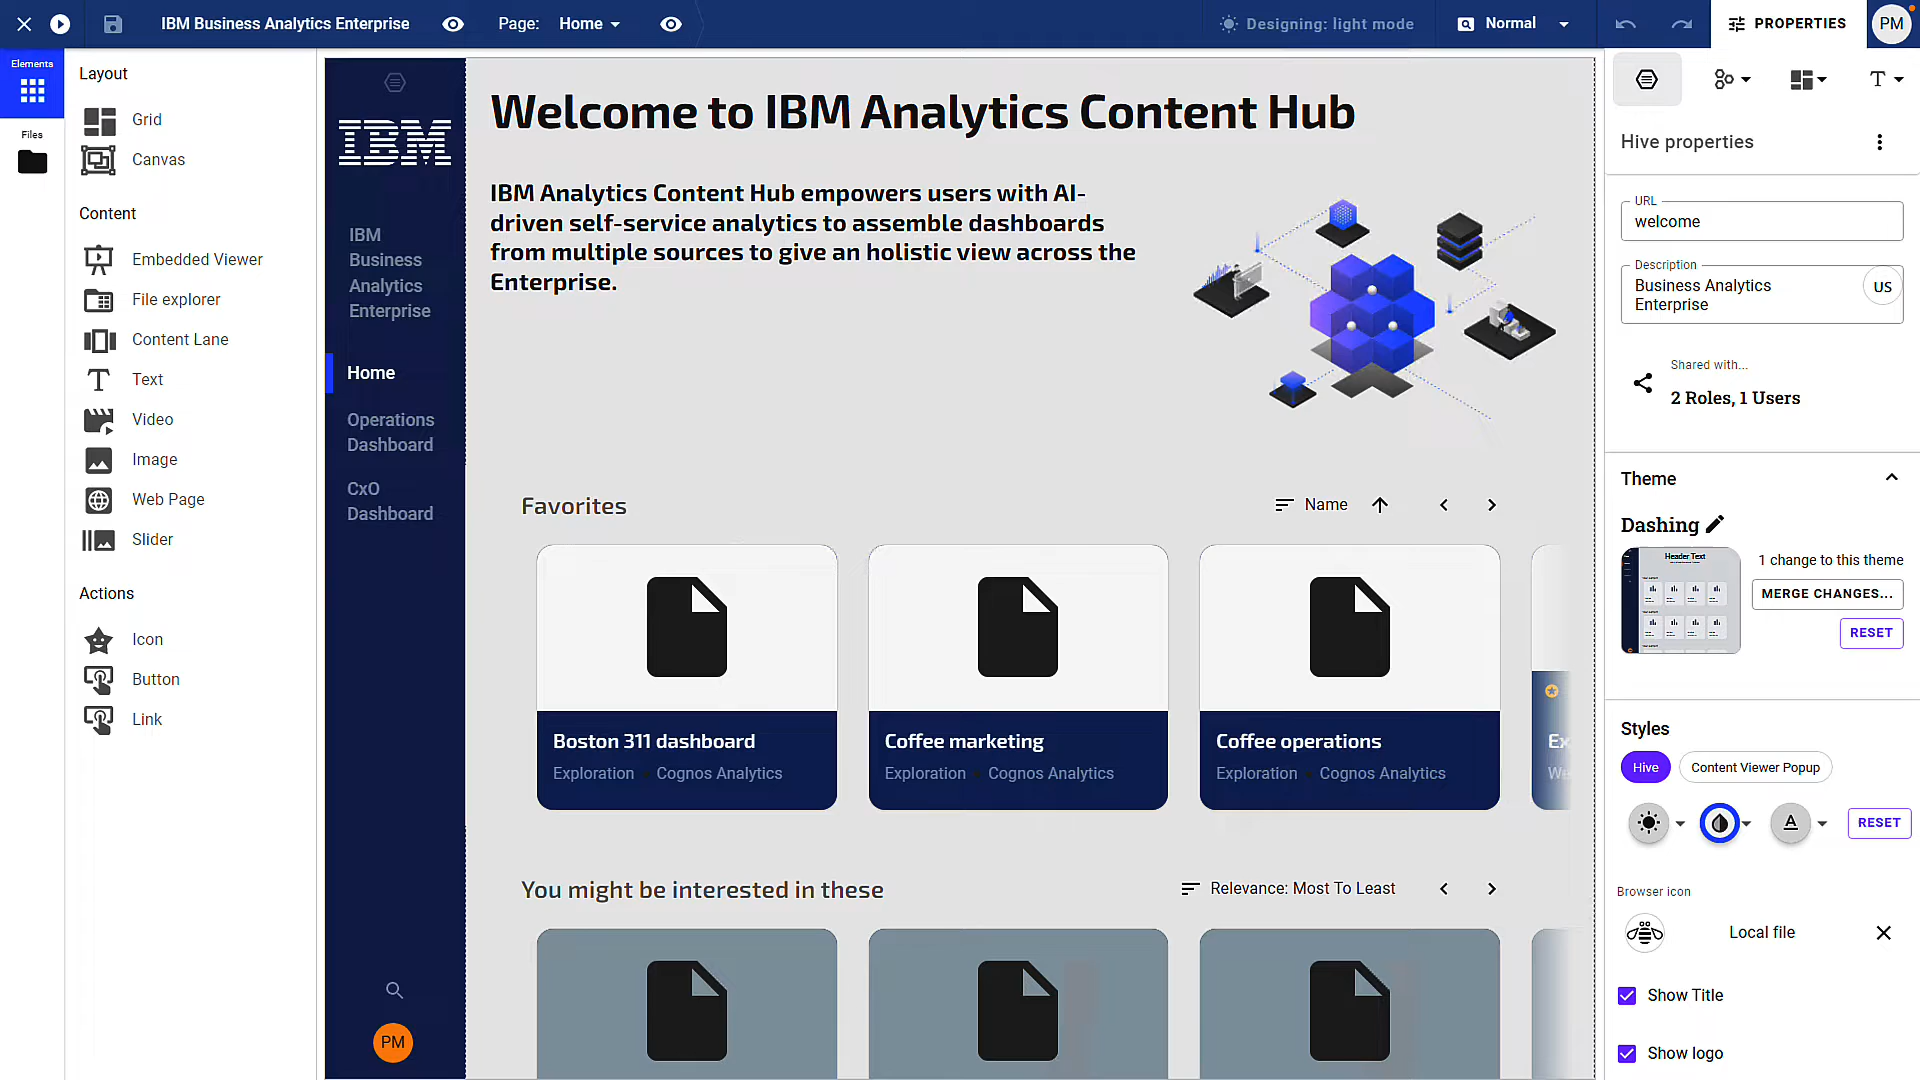 IBM Business Analytics Enterprise
Page: Home
Designing: light mode
Normal
PROPERTIES
PM
Elements
Files
Layout
Grid
Canvas
Content
Embedded Viewer
File explorer
Content Lane
Text
Video
Image
Web Page
Slider
Actions
Icon
Button
Link
IBM
IBM
Business
Analytics
Enterprise
Home
Operations
Dashboard
CxO
Dashboard
PM
Welcome to IBM Analytics Content Hub
IBM Analytics Content Hub empowers users with AI-
driven self-service analytics to assemble dashboards
from multiple sources to give an holistic view across the
Enterprise.
Favorites
Name
Boston 311 dashboard
Exploration Cognos Analytics
Coffee marketing
Exploration Cognos Analytics
Coffee operations
Exploration Cognos Analytics
Ex
We
You might be interested in these
Relevance: Most To Least
T
Hive properties
URL
welcome
Description
Business Analytics
Enterprise
US
Shared with...
2 Roles, 1 Users
Theme
Dashing
Header Text
1 change to this theme
MERGE CHANGES...
RESET
Styles
Hive
Content Viewer Popup
A
RESET
Browser icon
Local file
Show Title
Show logo